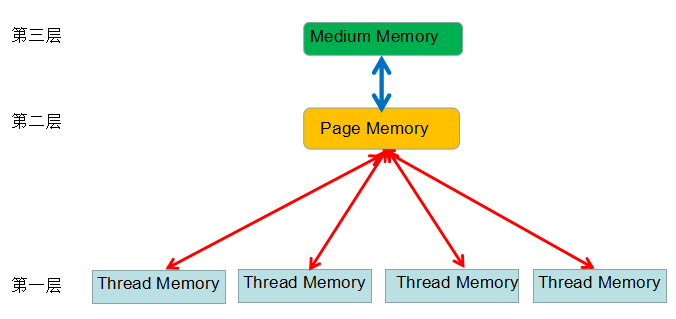 第三层 Medium Memory
第二层 Page Memory
第一层 Thread Memory Thread Memory Thread Memory Thread Memory